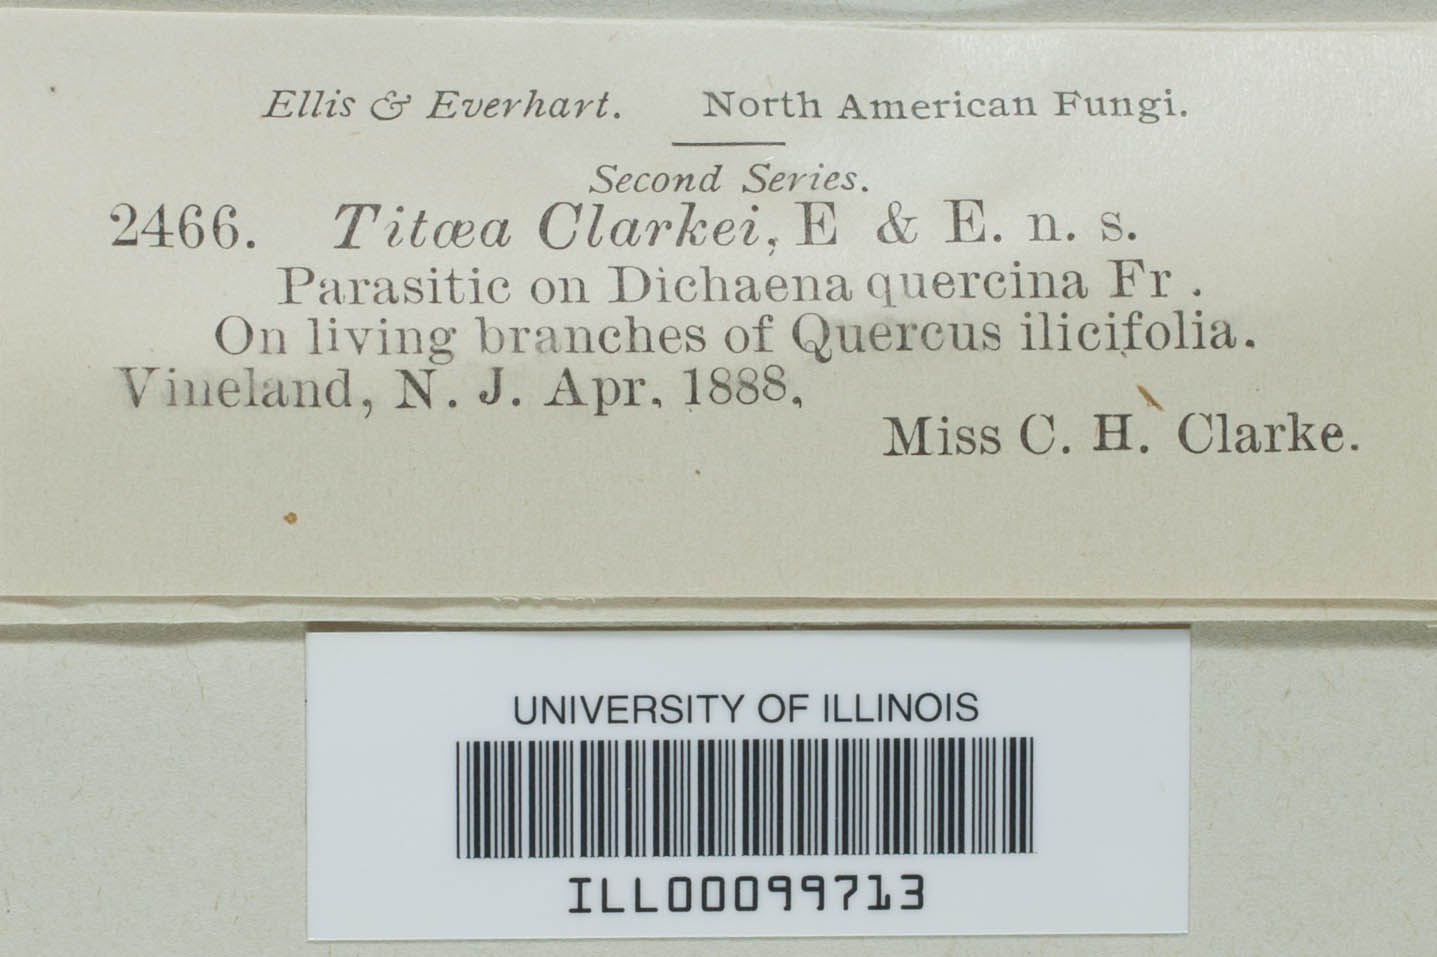 Ellis & Everhart. North American Fungi.
Second Series.
2466. Titœa Clarkei, E & E. n. s.
Parasitic on Dichaena quercina Fr .
On living branches of Quercus ilicifolia.
Vineland, N. J. Apr, 1888,
Miss C. H. Clarke.
UNIVERSITY OF ILLINOIS
ILL00099713